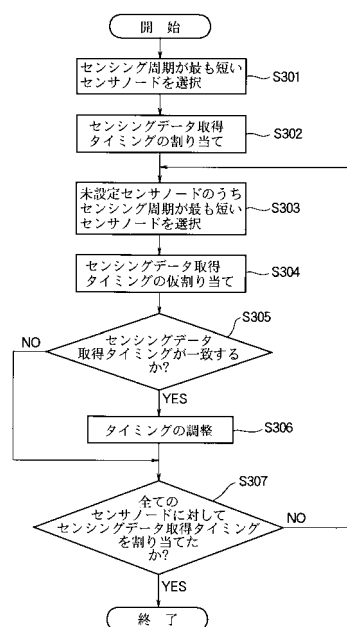 開 始
センシング周期が最も短い
センサノードを選択
S301
センシングデータ取得
タイミングの割り当て
S302
未設定センサノードのうち
センシング周期が最も短い
センサノードを選択
S303
センシングデータ取得
タイミングの仮割り当て
S304
センシングデータ
取得タイミングが一致する
か?
S305
NO
YES
タイミングの調整
S306
全ての
センサノードに対して
センシングデータ取得タイミング
を割り当てた
か?
S307
NO
YES
終 了